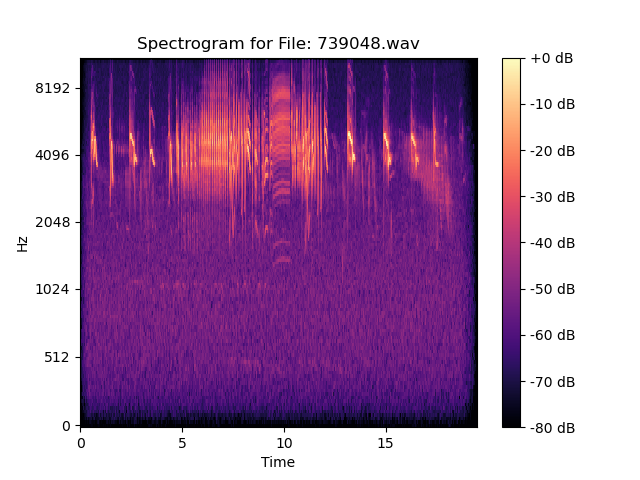 Spectrogram for File: 739048.wav
8192
4096
2048
1024
512
0
Hz
0
5
10
15
Time
+0 dB
-10 dB
-20 dB
-30 dB
-40 dB
-50 dB
-60 dB
-70 dB
-80 dB